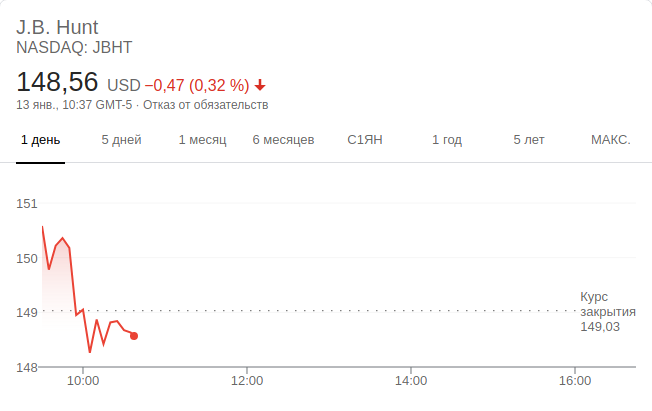 J.B. Hunt
NASDAQ: JBHT
148,56 USD −0,47 (0,32 %)
13 янв., 10:37 GMT-5 · Отказ от обязательств
1 день 5 дней 1 месяц 6 месяцев С1ЯН 1 год 5 лет МАКС.
151
150
149
148
Курс
закрытия
149,03
10:00 12:00 14:00 16:00